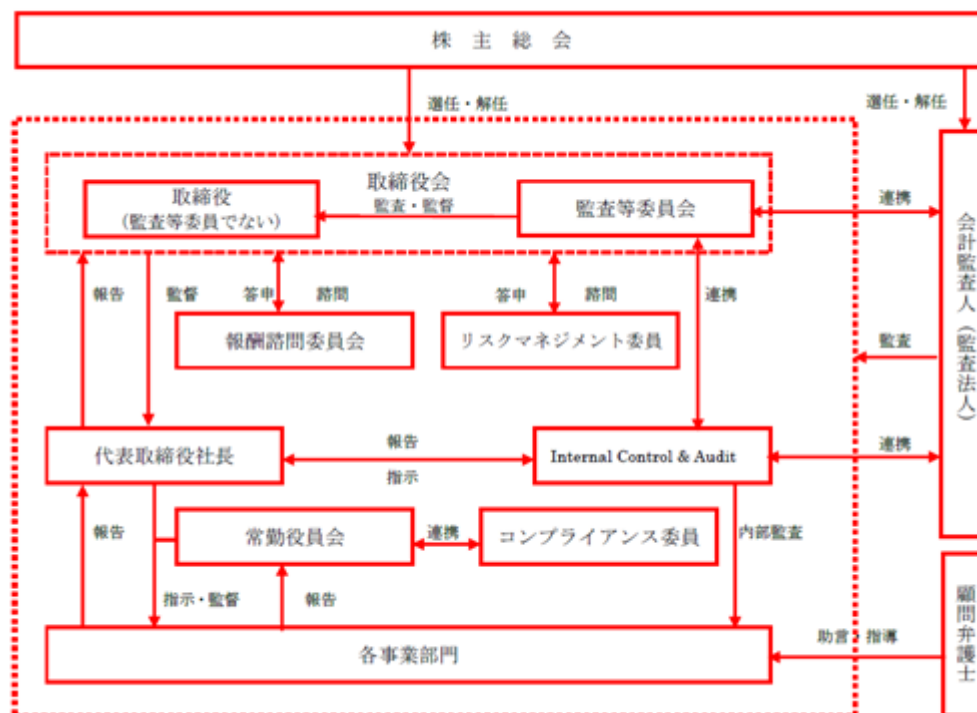 株 主 総 会
選任・解任
選任・解任
取締役会
取締役
(監査等委員でない)
監査・監督
監査等委員会
連携
会計監査人(監査法人)
報告
監督
答申
諮問
答申
諮問
連携
報酬諮問委員会
リスクマネジメント委員
監査
代表取締役社長
報告
指示
Internal Control & Audit
連携
報告
常勤役員会
連携
コンプライアンス委員
内部監査
指示・監督
報告
各事業部門
助言・指導
顧問弁護士